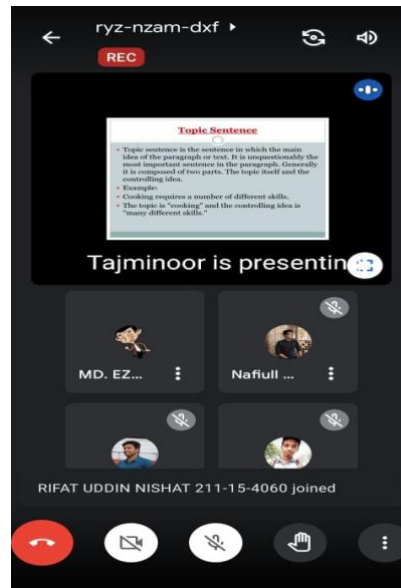 ryz-nzam-dxf
REC
Topic Sentence
• Topic sentence is the sentence in which the main
idea of the paragraph or text. It is unquestionably the
most important sentence in the paragraph. Generally
it is composed of two parts. The topic itself and the
controlling idea.
• Example:
• Cooking requires a number of different skills.
• The topic is "cooking" and the controlling idea is
"many different skills."
Tajminoor is presentin
MD. EZ...
Nafiull ...
RIFAT UDDIN NISHAT 211-15-4060 joined